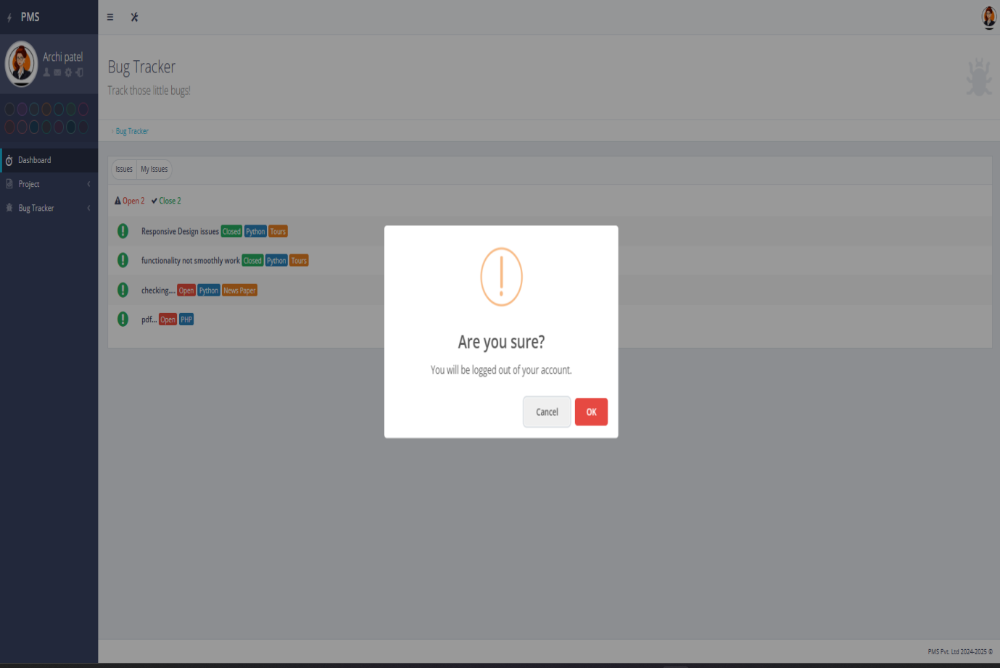 PMS
Archi patel
Dashboard
Project
Bug Tracker
Bug Tracker
Track those little bugs!
Bug Tracker
Issues My Issues
Open 2 Close 2
Responsive Design issues Closed Python Tours
functionality not smoothly work Closed Python Tours
checking.... Open Python News Paper
pdf... Open PHP
Are you sure?
You will be logged out of your account.
Cancel OK
PMS Pvt. Ltd 2024-2025 ©